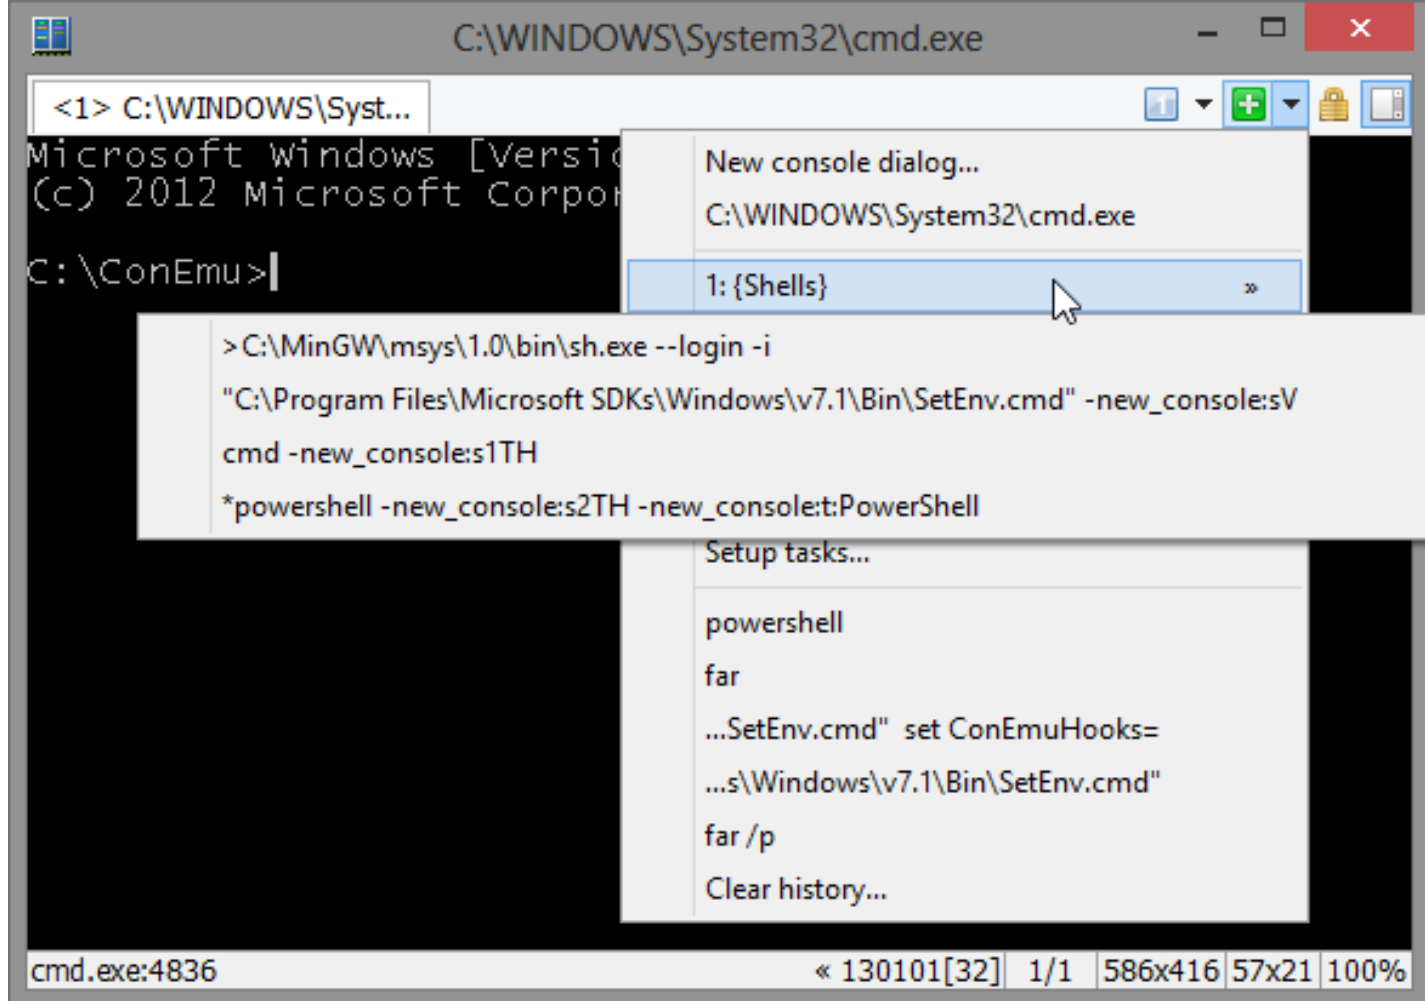 C:\WINDOWS\System32\cmd.exe
<1> C:\WINDOWS\Syst...
1
Microsoft Windows [Versi
(c) 2012 Microsoft Corpor
C:\ConEmu>
New console dialog...
C:\WINDOWS\System32\cmd.exe
1: {Shells} »
>C:\MinGW\msys\1.0\bin\sh.exe --login -i
"C:\Program Files\Microsoft SDKs\Windows\v7.1\Bin\SetEnv.cmd" -new_console:sV
cmd -new_console:s1TH
*powershell -new_console:s2TH -new_console:t:PowerShell
Setup tasks...
powershell
far
...SetEnv.cmd"  set ConEmuHooks=
...s\Windows\v7.1\Bin\SetEnv.cmd"
far /p
Clear history...
cmd.exe:4836 « 130101[32] 1/1 586x416 57x21 100%